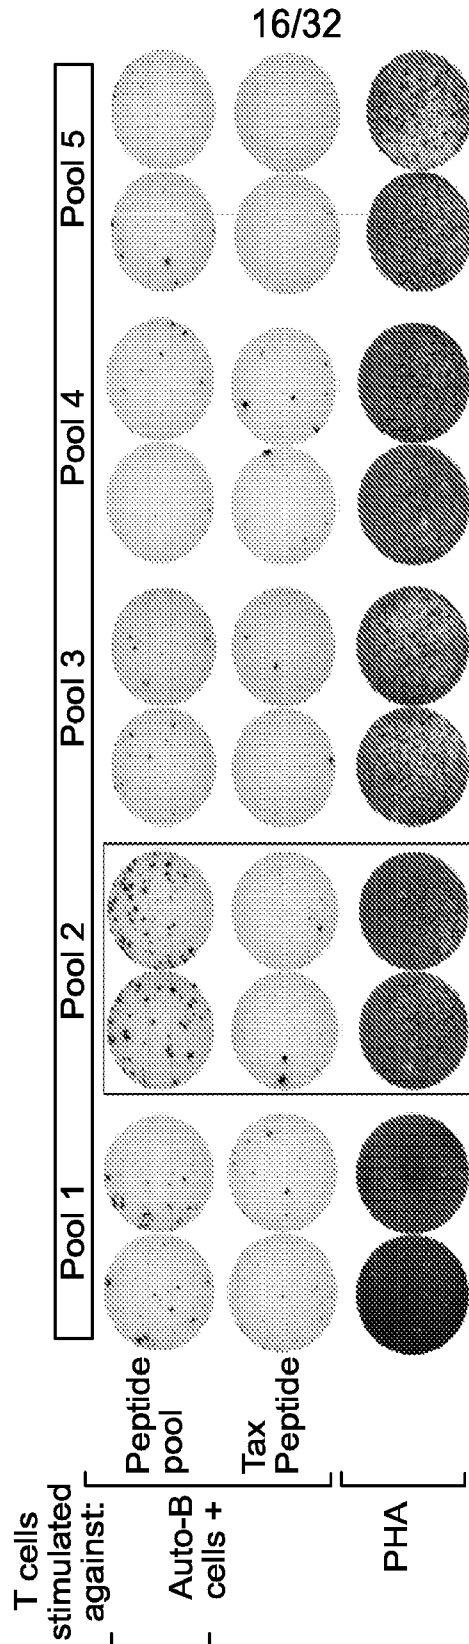 16/32
T cells
stimulated
against:
Pool 1
Pool 2
Pool 3
Pool 4
Pool 5
Auto-B
cells +
Peptide
pool
Tax
Peptide
PHA